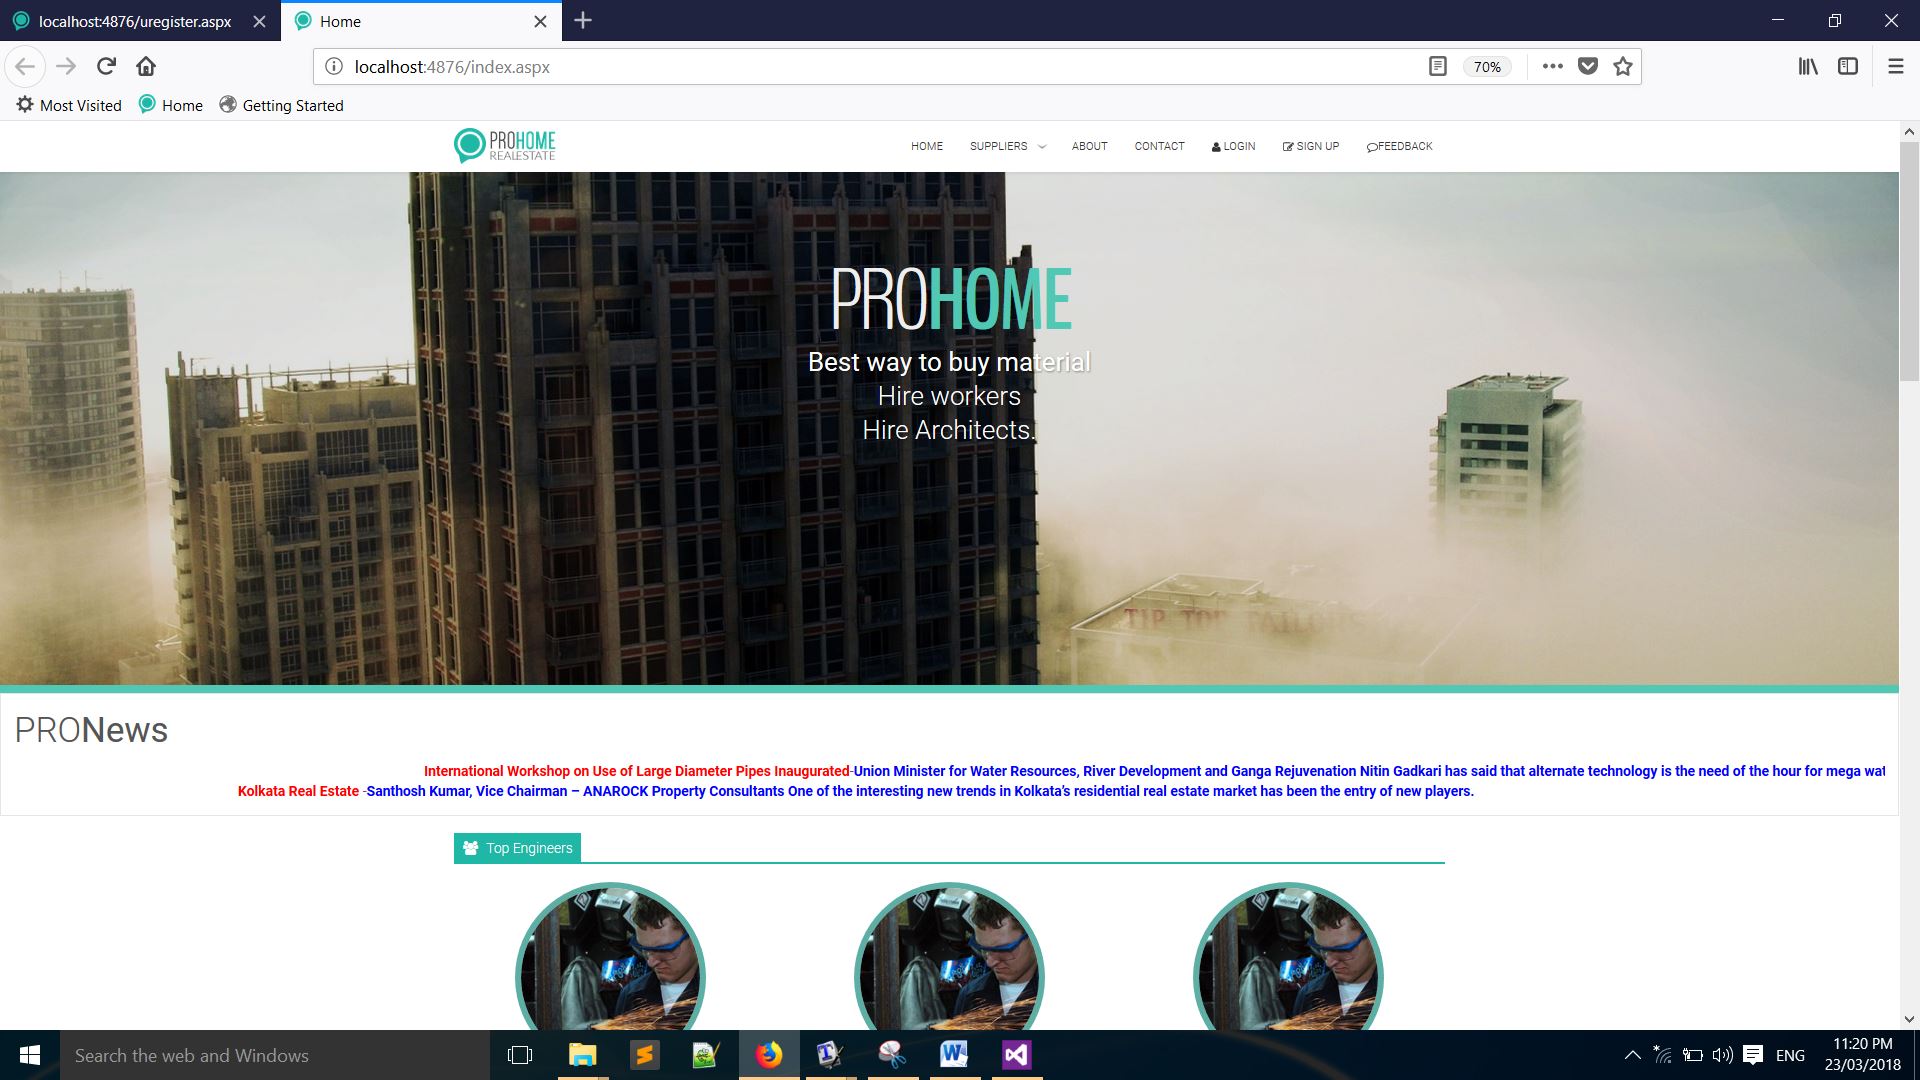 localhost:4876/uregister.aspx
Home
localhost:4876/index.aspx
70%
Most Visited
Home
Getting Started
PROHOME
REALESTATE
HOME
SUPPLIERS
ABOUT
CONTACT
LOGIN
SIGN UP
FEEDBACK
PROHOME
Best way to buy material
Hire workers
Hire Architects.
TIP TOP TAILORS
PRONews
International Workshop on Use of Large Diameter Pipes Inaugurated-Union Minister for Water Resources, River Development and Ganga Rejuvenation Nitin Gadkari has said that alternate technology is the need of the hour for mega wat
Kolkata Real Estate -Santhosh Kumar, Vice Chairman – ANAROCK Property Consultants One of the interesting new trends in Kolkata's residential real estate market has been the entry of new players.
Top Engineers
Search the web and Windows
ENG
11:20 PM
23/03/2018